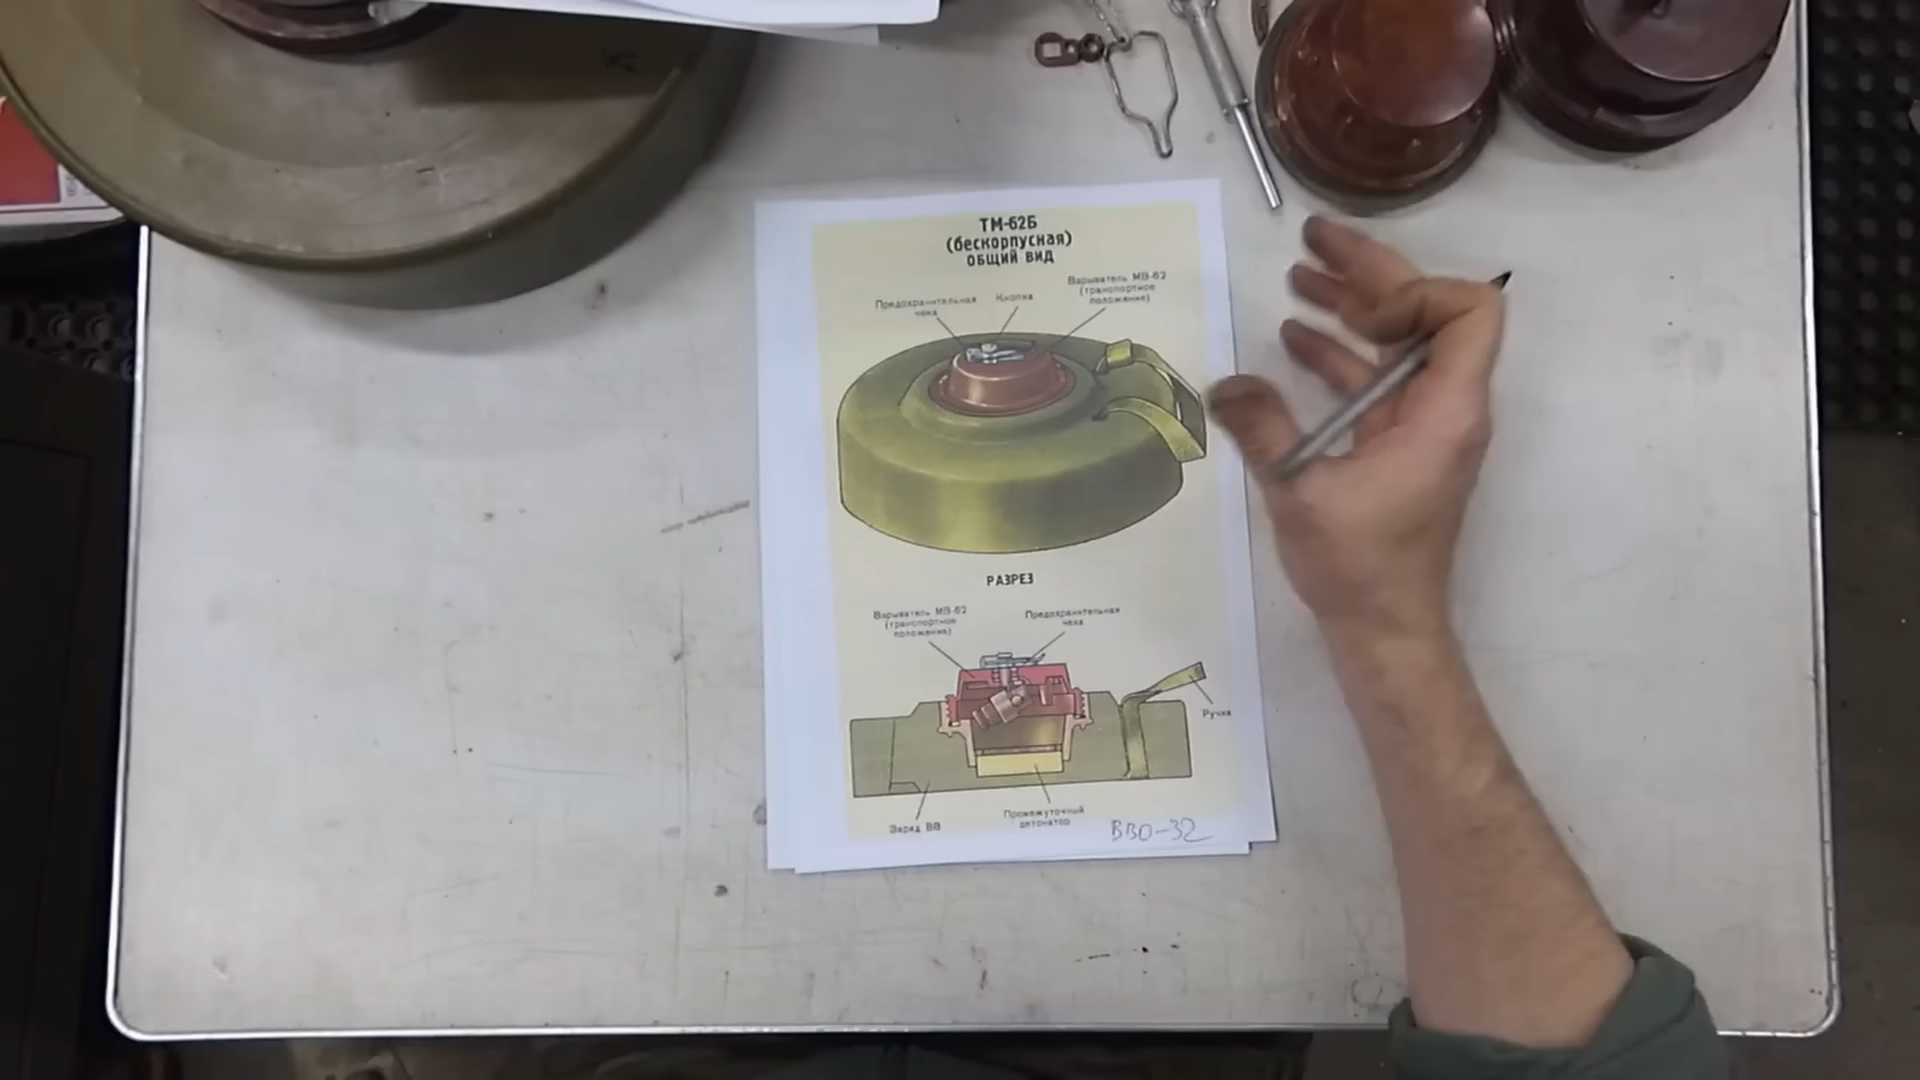 ТМ-62Б
(бескорпусная)
ОБЩИЙ ВИД
Предохранительная
чека
Кнопка
Взрыватель МВ-62
(транспортное
положение)
РАЗРЕЗ
Взрыватель МВ-62
(транспортное
положение)
Предохранительная
чека
Ручка
Заряд ВВ
Промежуточный
детонатор
ВВО-32